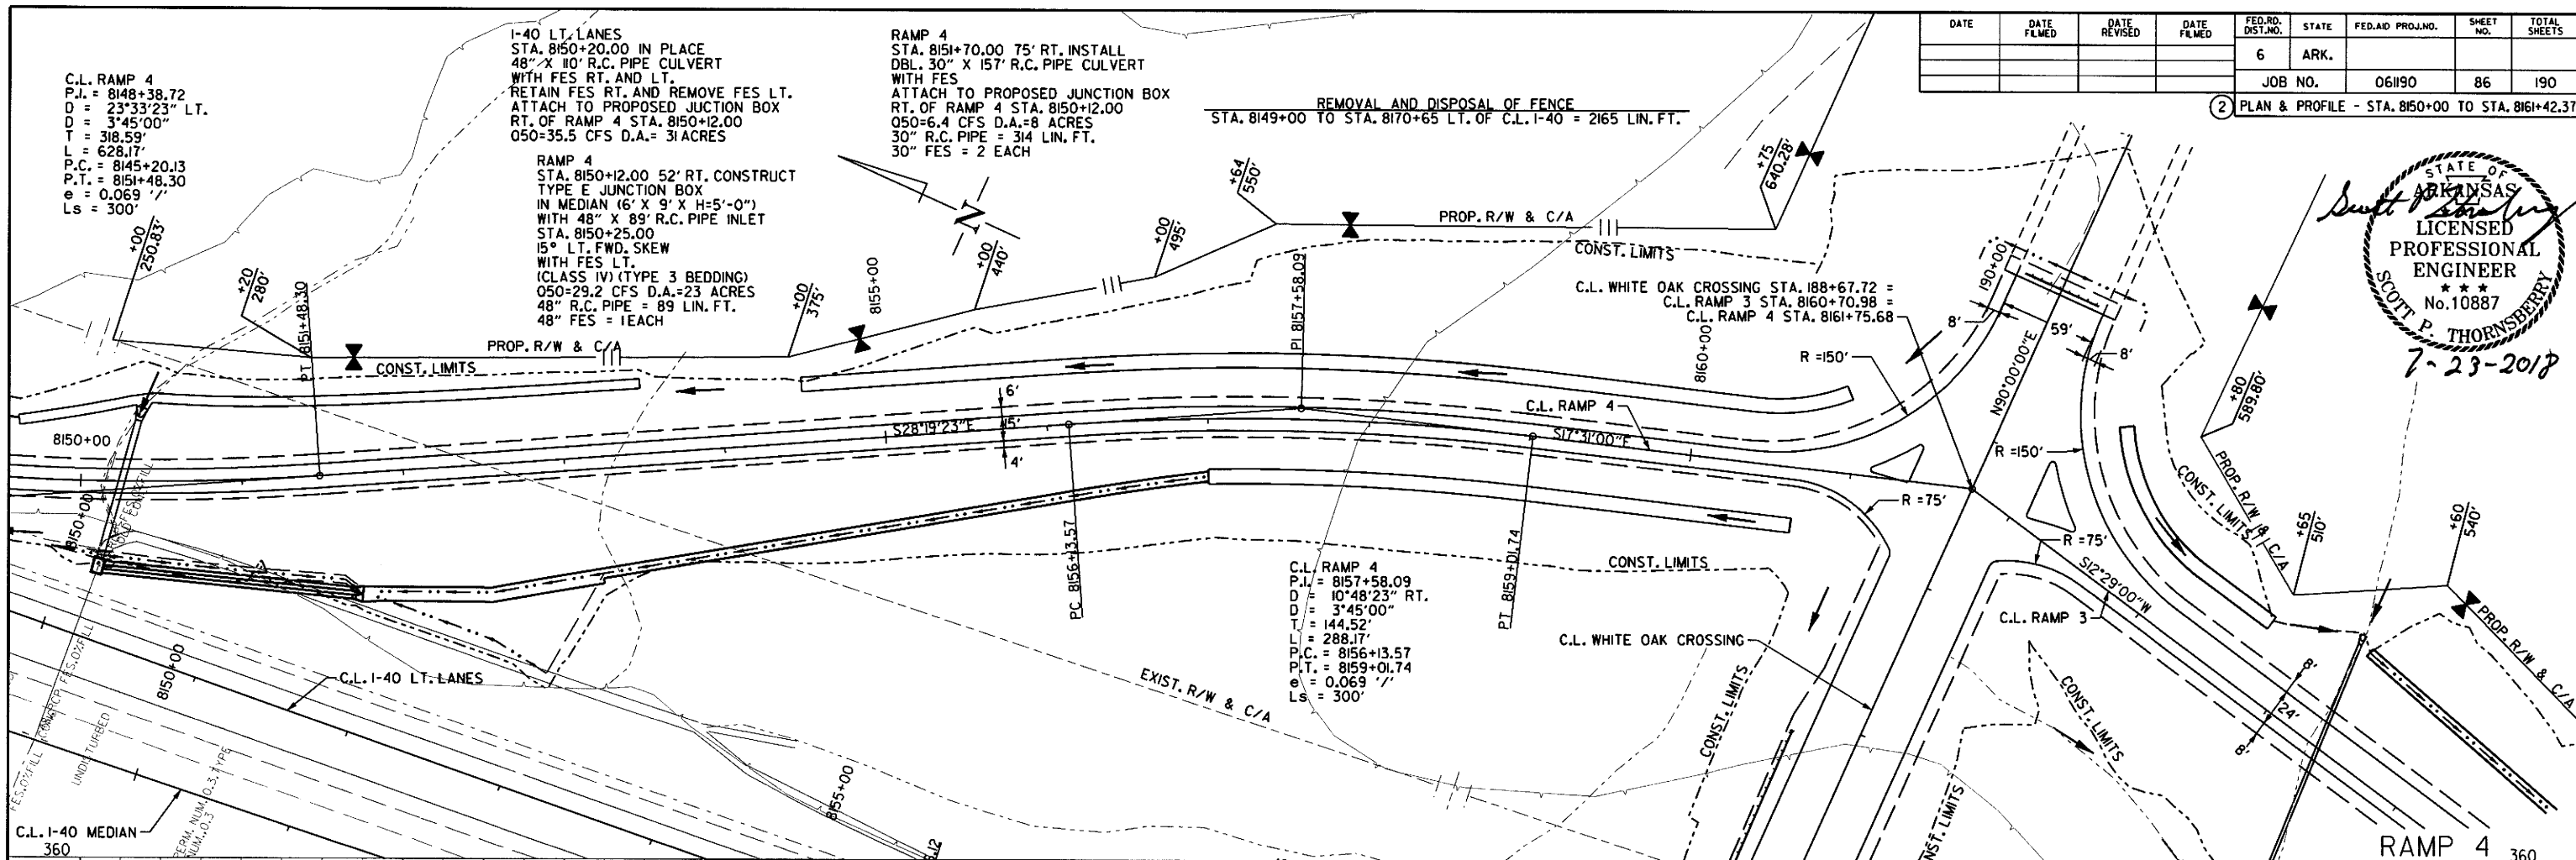 DATE
DATE FILMED
DATE REVISED
DATE FILMED
FED.RD. DIST.NO.
STATE
FED.AID PROJ.NO.
SHEET NO.
TOTAL SHEETS
6
ARK.
JOB NO.
061190
86
190
2
PLAN & PROFILE - STA. 8150+00 TO STA. 8161+42.37
C.L. RAMP 4
P.I. = 8148+38.72
D = 23°33'23" LT.
D = 3°45'00"
T = 318.59'
L = 628.17'
P.C. = 8145+20.13
P.T. = 8151+48.30
e = 0.069 '/'
Ls = 300'
I-40 LT. LANES
STA. 8150+20.00 IN PLACE
48" X 110' R.C. PIPE CULVERT
WITH FES RT. AND LT.
RETAIN FES RT. AND REMOVE FES LT.
ATTACH TO PROPOSED JUCTION BOX
RT. OF RAMP 4 STA. 8150+12.00
Q50=35.5 CFS D.A.= 31 ACRES
RAMP 4
STA. 8150+12.00 52' RT. CONSTRUCT
TYPE E JUNCTION BOX
IN MEDIAN (6' X 9' X H=5'-0")
WITH 48" X 89' R.C. PIPE INLET
STA. 8150+25.00
15° LT. FWD. SKEW
WITH FES LT.
(CLASS IV) (TYPE 3 BEDDING)
Q50=29.2 CFS D.A.=23 ACRES
48" R.C. PIPE = 89 LIN. FT.
48" FES = 1 EACH
RAMP 4
STA. 8151+70.00 75' RT. INSTALL
DBL. 30" X 157' R.C. PIPE CULVERT
WITH FES
ATTACH TO PROPOSED JUNCTION BOX
RT. OF RAMP 4 STA. 8150+12.00
Q50=6.4 CFS D.A.=8 ACRES
30" R.C. PIPE = 314 LIN. FT.
30" FES = 2 EACH
REMOVAL AND DISPOSAL OF FENCE
STA. 8149+00 TO STA. 8170+65 LT. OF C.L. I-40 = 2165 LIN. FT.
STATE OF
ARKANSAS
LICENSED
PROFESSIONAL
ENGINEER
★ ★ ★
No.10887
SCOTT P. THORNSBERRY
7-23-2018
N
+00
250.83'
+20
280'
PT 8151+48.30
+00
375'
8155+00
+00
440'
+00
495'
+64
550'
+75
640.28'
PROP. R/W & C/A
CONST. LIMITS
PROP. R/W & C/A
CONST. LIMITS
PI 8157+58.09
C.L. WHITE OAK CROSSING STA. 188+67.72 =
C.L. RAMP 3 STA. 8160+70.98 =
C.L. RAMP 4 STA. 8161+75.68
8160+00
190+00
8'
59'
8'
R =150'
N90°00'00"E
C.L. RAMP 4
6'
15'
4'
S28°19'23"E
S17°31'00"E
R =150'
R =75'
R =75'
S12°29'00"W
C.L. RAMP 3
8'
24'
8'
+80
589.80'
PROP. R/W & C/A
CONST. LIMITS
+65
510'
+60
540'
PROP. R/W & C/A
8150+00
8150+00
8150+00
PC 8156+13.57
PT 8159+01.74
C.L. RAMP 4
P.I. = 8157+58.09
D = 10°48'23" RT.
D = 3°45'00"
T = 144.52'
L = 288.17'
P.C. = 8156+13.57
P.T. = 8159+01.74
e = 0.069 '/'
Ls = 300'
CONST. LIMITS
C.L. WHITE OAK CROSSING
CONST. LIMITS
CONST. LIMITS
CONST. LIMITS
EXIST. R/W & C/A
C.L. I-40 LT. LANES
8155+00
UNDISTURBED
C.L. I-40 MEDIAN
360
RAMP 4
360